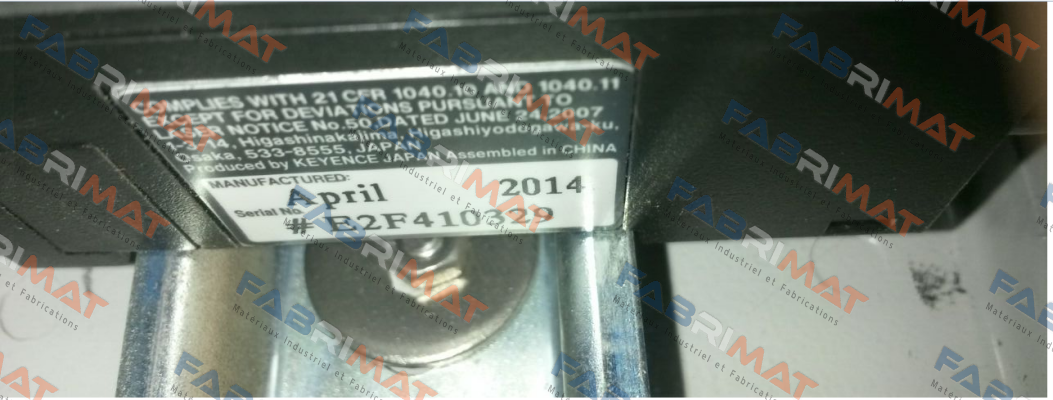 COMPLIES WITH 21 CFR 1040.10 AND 1040.11
EXCEPT FOR DEVIATIONS PURSUANT TO
LASER NOTICE No.50, DATED JUNE 24, 2007
1-3-14, Higashinakajima, Higashiyodogawa-ku,
Osaka, 533-8555, JAPAN
Produced by KEYENCE JAPAN Assembled in CHINA
MANUFACTURED:
April 2014
Serial No.
# E2F410329
FABRIMAT
Matériaux Industriel et Fabrications